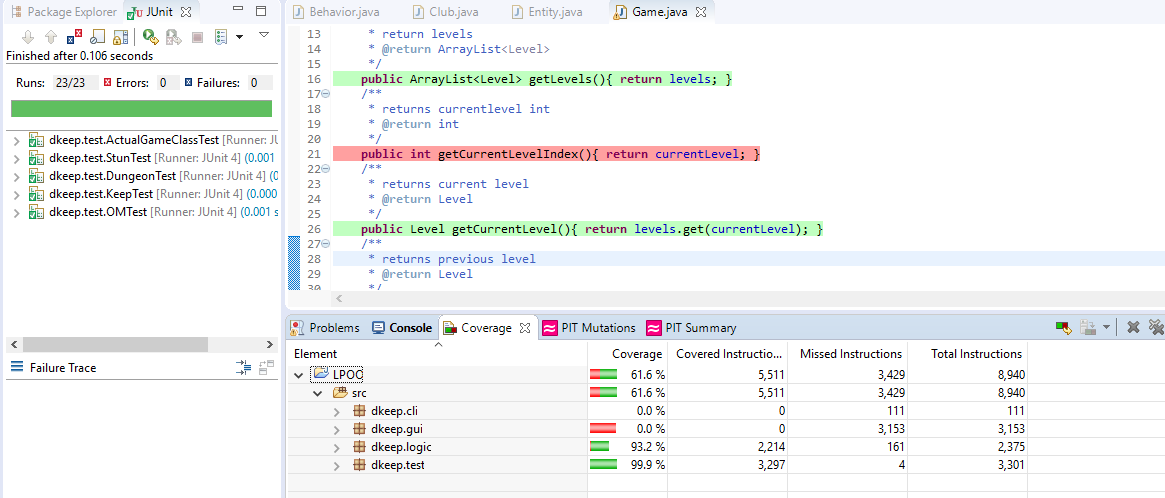 Package Explorer JUnit
Finished after 0.106 seconds
Runs: 23/23 Errors: 0 Failures: 0
dkeep.test.ActualGameClassTest [Runner: JU
dkeep.test.StunTest [Runner: JUnit 4] (0.001
dkeep.test.DungeonTest [Runner: JUnit 4]
dkeep.test.KeepTest [Runner: JUnit 4] (0.000
dkeep.test.OMTest [Runner: JUnit 4] (0.001 s
Failure Trace
Behavior.java Club.java Entity.java Game.java
13 * return levels
14 * @return ArrayList<Level>
15 */
16 public ArrayList<Level> getLevels(){ return levels; }
17 /**
18 * returns currentlevel int
19 * @return int
20 */
21 public int getCurrentLevelIndex(){ return currentLevel; }
22 /**
23 * returns current level
24 * @return Level
25 */
26 public Level getCurrentLevel(){ return levels.get(currentLevel); }
27 /**
28 * returns previous level
29 * @return Level
30 */
Problems Console Coverage PIT Mutations PIT Summary
Element Coverage Covered Instructio... Missed Instructions Total Instructions
LPOO 61.6 % 5,511 3,429 8,940
src 61.6 % 5,511 3,429 8,940
dkeep.cli 0.0 % 0 111 111
dkeep.gui 0.0 % 0 3,153 3,153
dkeep.logic 93.2 % 2,214 161 2,375
dkeep.test 99.9 % 3,297 4 3,301